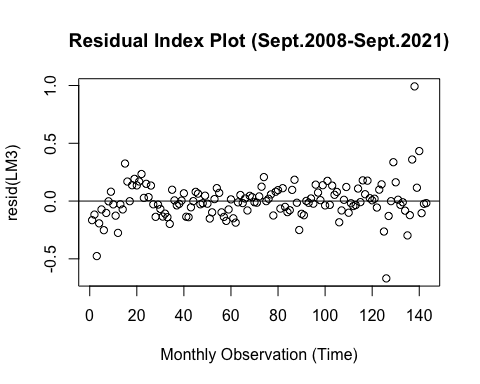 Residual Index Plot (Sept.2008-Sept.2021)
resid(LM3)
1.0
0.5
0.0
-0.5
0 20 40 60 80 100 120 140
Monthly Observation (Time)